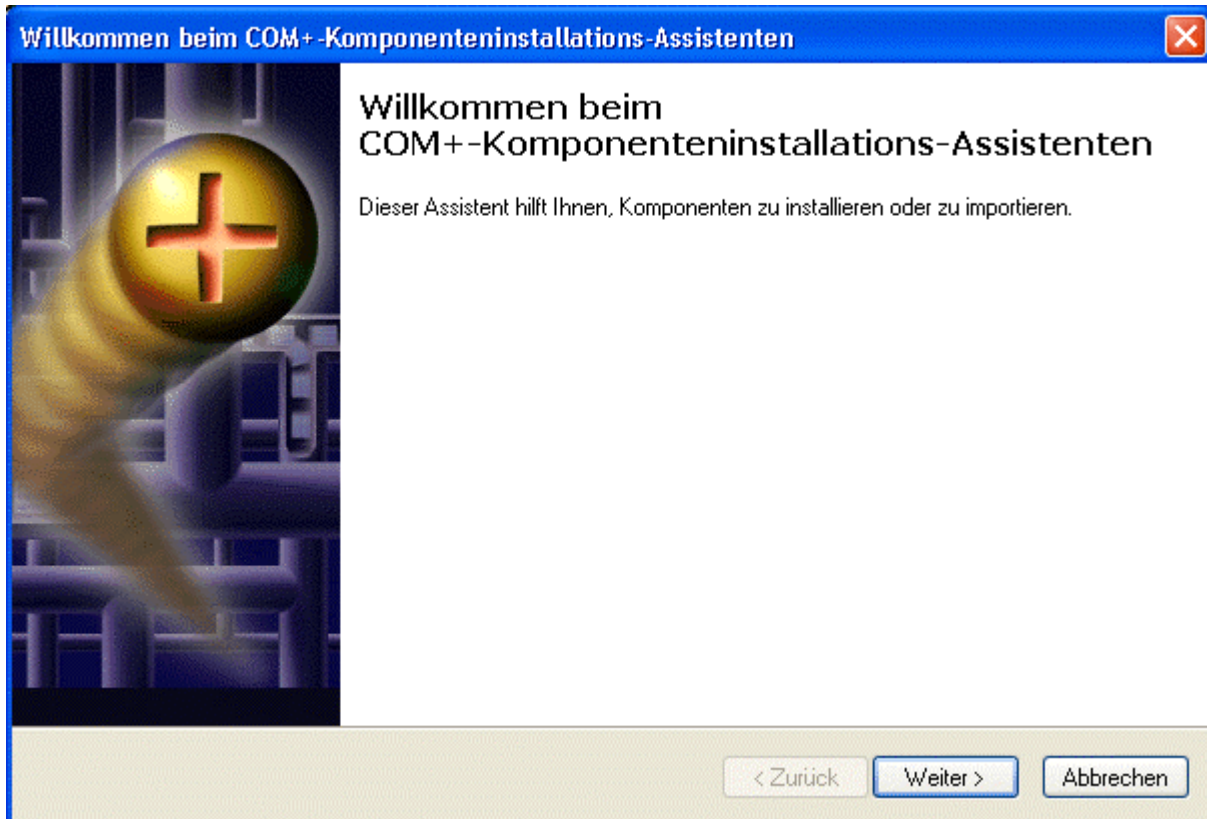 Willkommen beim COM+-Komponenteninstallations-Assistenten
Willkommen beim
COM+-Komponenteninstallations-Assistenten
Dieser Assistent hilft Ihnen, Komponenten zu installieren oder zu importieren.
< Zurück Weiter > Abbrechen